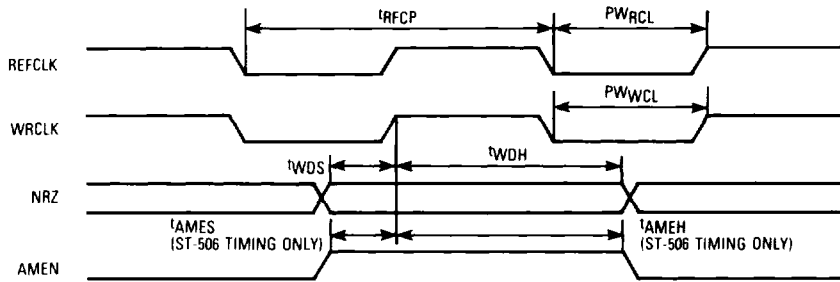 tRFCP
PWRCL
REFCLK
PWWCL
WRCLK
tWDS
tWDH
NRZ
tAMES
(ST-506 TIMING ONLY)
tAMEH
(ST-506 TIMING ONLY)
AMEN